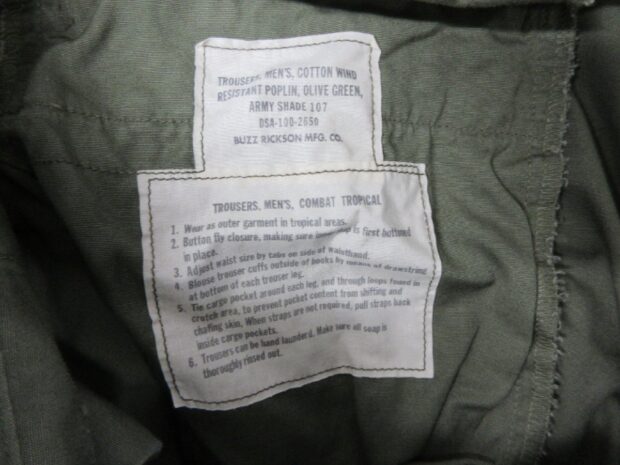 TROUSERS, MEN'S, COTTON WIND
RESISTANT POPLIN, OLIVE GREEN,
ARMY SHADE 107
DSA-100-2650
BUZZ RICKSON MFG. CO.
TROUSERS, MEN'S, COMBAT TROPICAL
1. Wear as outer garment in tropical areas.
2. Button fly closure, making sure is first buttoned
in place.
3. Adjust waist size by tabs on side of waistband.
4. Blouse trouser cuffs outside of boots by means of drawstring
at bottom of each trouser leg.
5. Tie cargo pocket around each leg, and through loops found in
crotch area, to prevent pocket content from shifting and
chafing skin. When straps are not required, pull straps back
inside cargo pockets.
6. Trousers can be hand launderd. Make sure all soap is
thoroughly rinsed out.